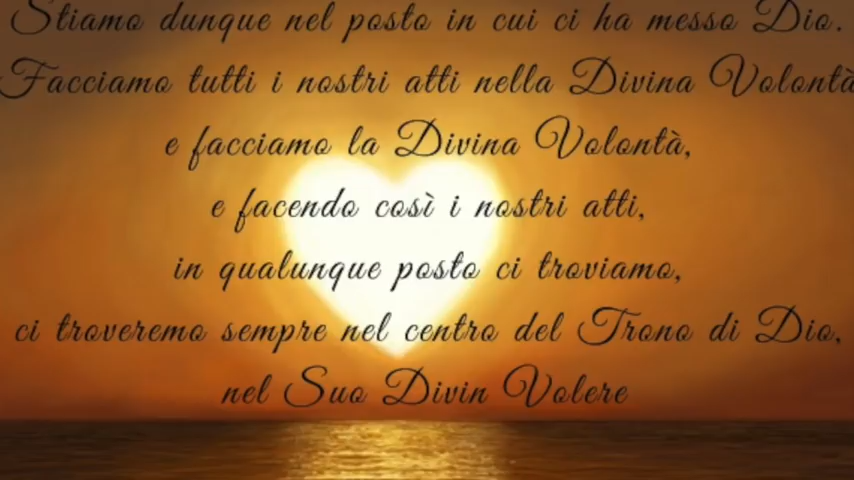 Stiamo dunque nel posto in cui ci ha messo Dio.
Facciamo tutti i nostri atti nella Divina Volontà
e facciamo la Divina Volontà,
e facendo così i nostri atti,
in qualunque posto ci troviamo,
ci troveremo sempre nel centro del Trono di Dio,
nel Suo Divin Volere